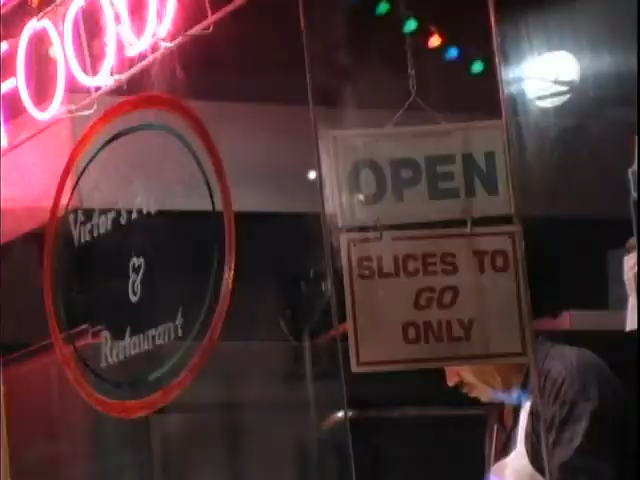 FOOD
Victor's
&
Restaurant
OPEN
SLICES TO
GO
ONLY